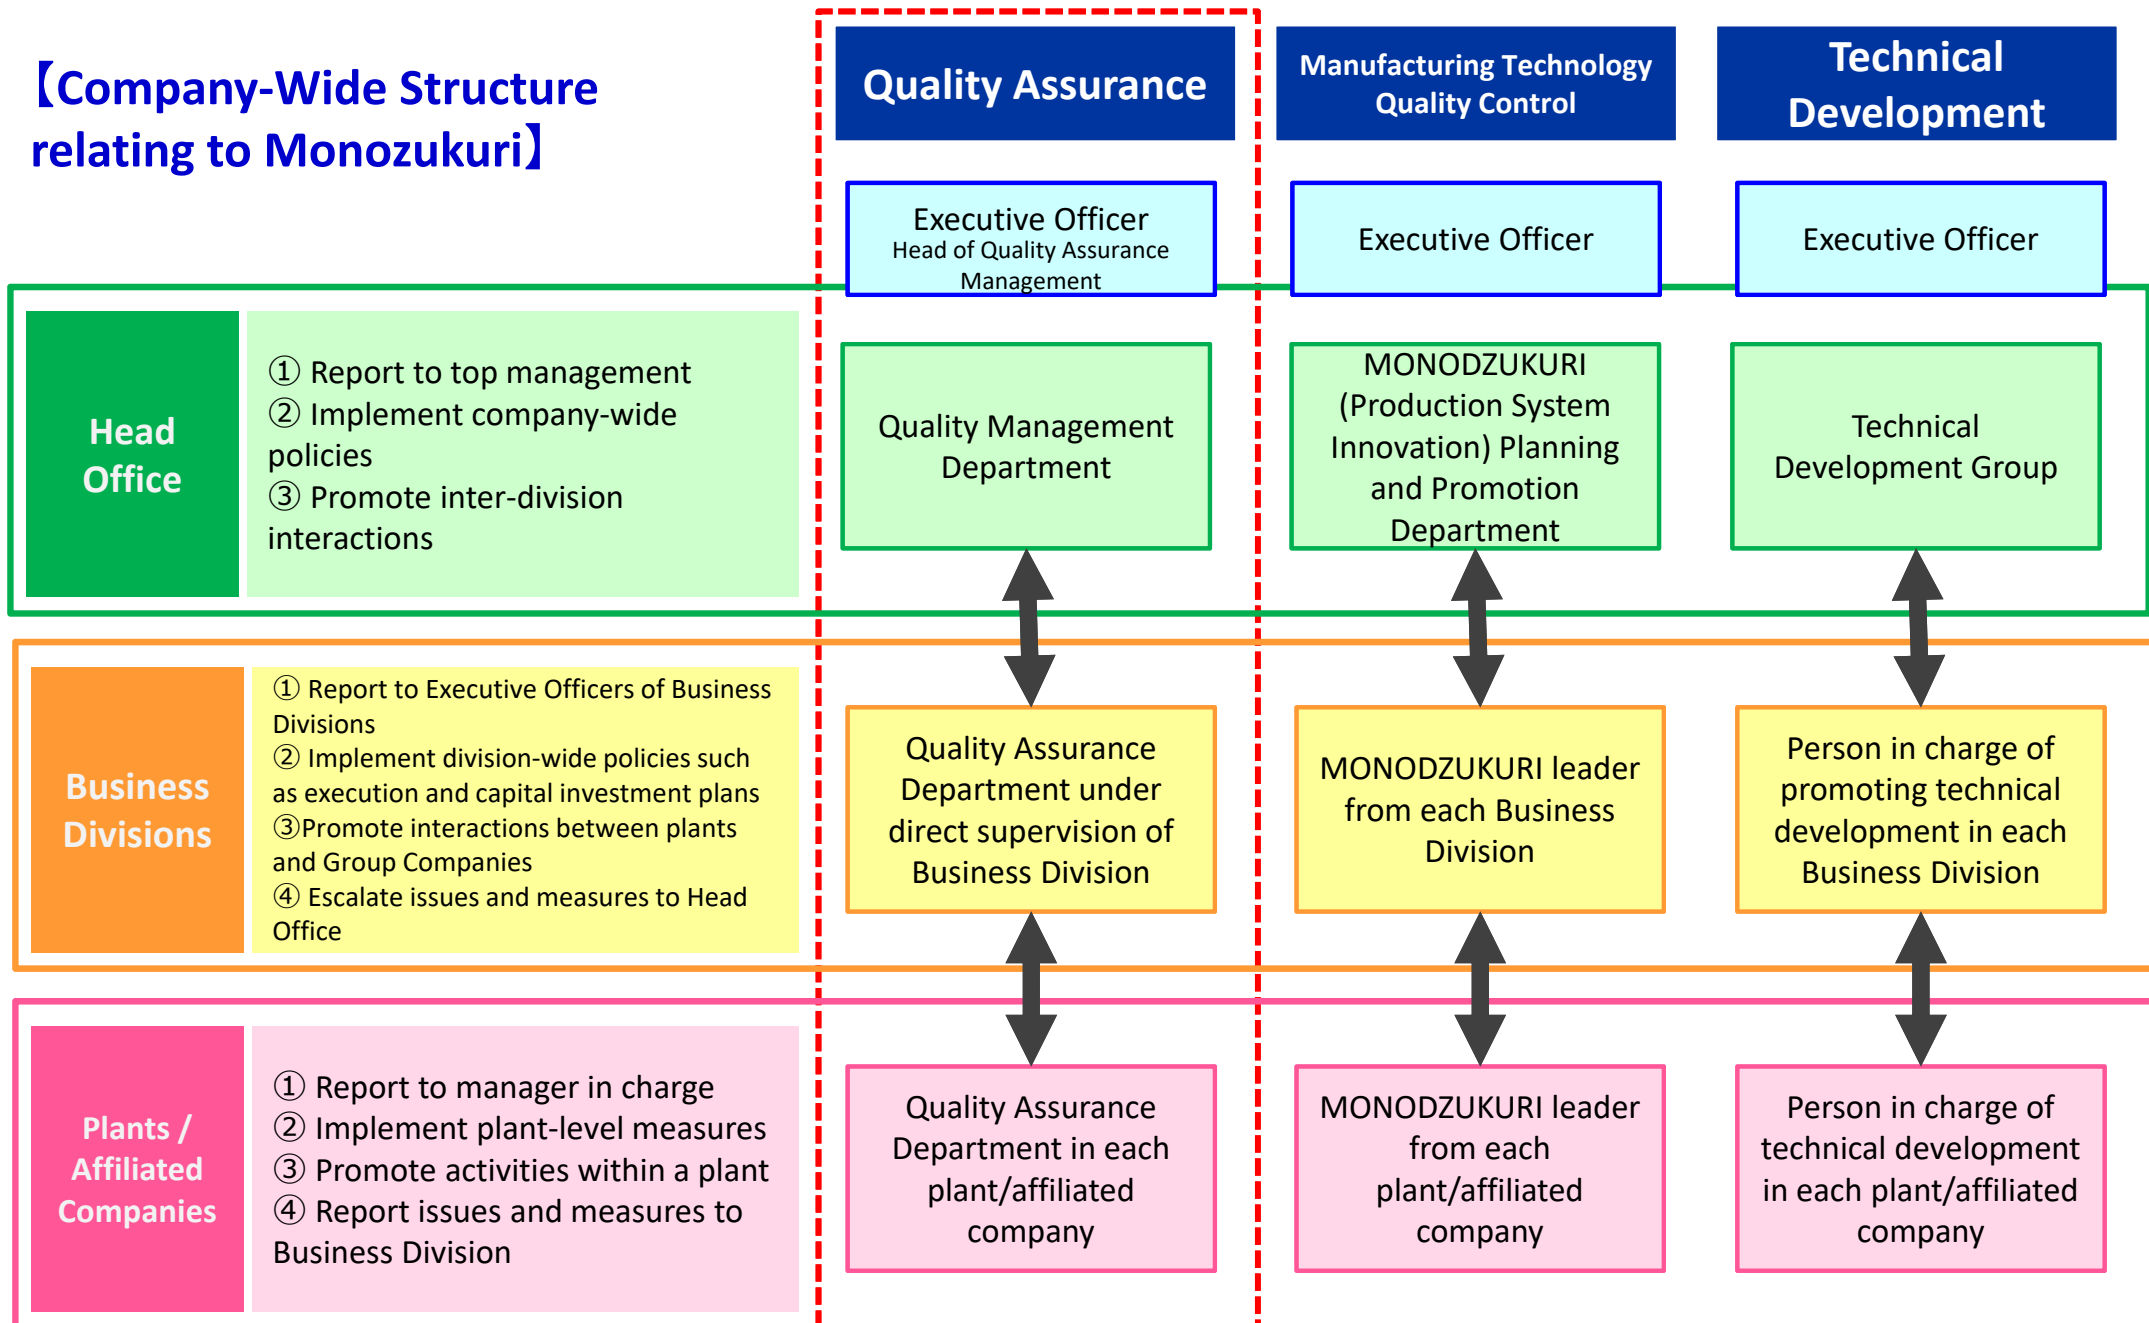 【Company-Wide Structure
relating to Monozukuri】
Quality Assurance
Manufacturing Technology
Quality Control
Technical
Development
Executive Officer
Head of Quality Assurance
Management
Executive Officer
Executive Officer
Head
Office
① Report to top management
② Implement company-wide
policies
③ Promote inter-division
interactions
Quality Management
Department
MONODZUKURI
(Production System
Innovation) Planning
and Promotion
Department
Technical
Development Group
Business
Divisions
① Report to Executive Officers of Business
Divisions
② Implement division-wide policies such
as execution and capital investment plans
③Promote interactions between plants
and Group Companies
④ Escalate issues and measures to Head
Office
Quality Assurance
Department under
direct supervision of
Business Division
MONODZUKURI leader
from each Business
Division
Person in charge of
promoting technical
development in each
Business Division
Plants /
Affiliated
Companies
① Report to manager in charge
② Implement plant-level measures
③ Promote activities within a plant
④ Report issues and measures to
Business Division
Quality Assurance
Department in each
plant/affiliated
company
MONODZUKURI leader
from each
plant/affiliated
company
Person in charge of
technical development
in each plant/affiliated
company